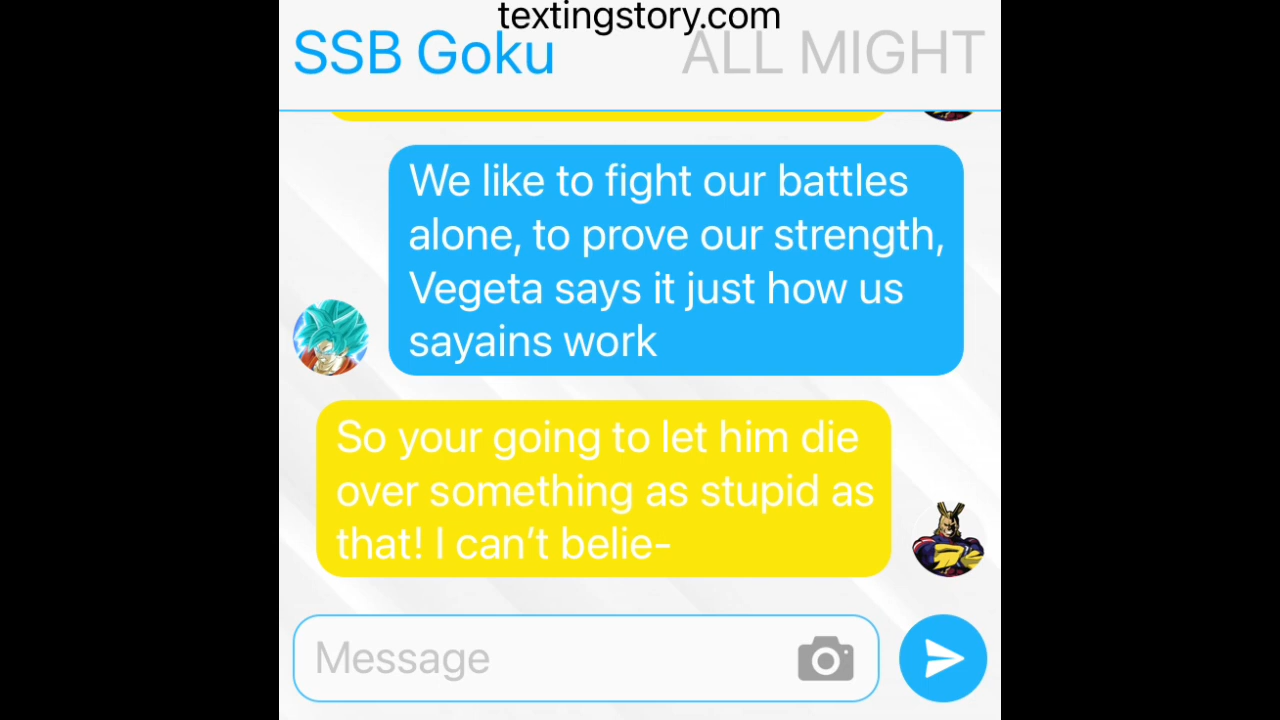 textingstory.com
SSB Goku ALL MIGHT
We like to fight our battles
alone, to prove our strength,
Vegeta says it just how us
sayains work
So your going to let him die
over something as stupid as
that! I can’t belie-
Message